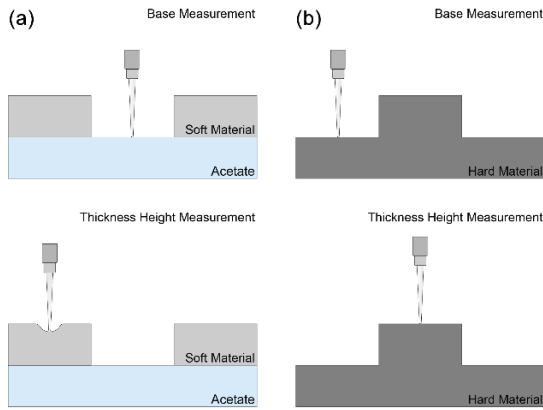 (a)
Base Measurement
Soft Material
Acetate
Thickness Height Measurement
Soft Material
Acetate
(b)
Base Measurement
Hard Material
Thickness Height Measurement
Hard Material